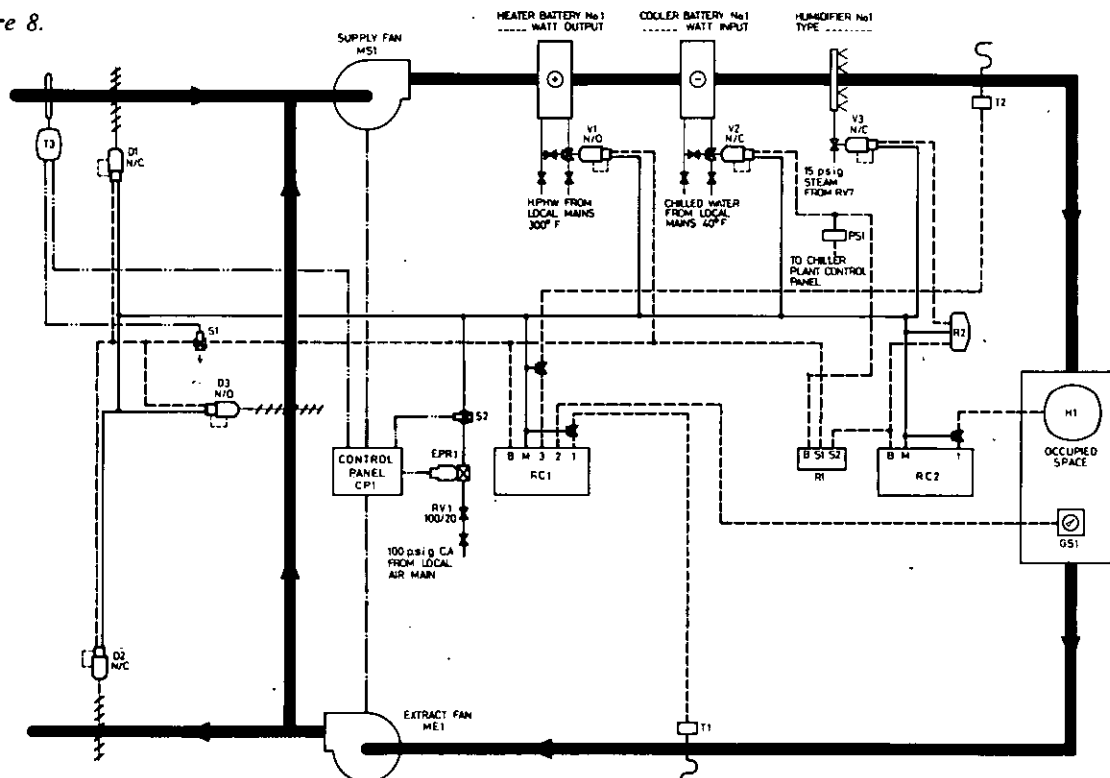 re 8.
HEATER BATTERY No1
WATT OUTPUT
COOLER BATTERY No1
WATT INPUT
HUMIDIFIER No1
TYPE
SUPPLY FAN
MS1
T2
T3
D1
N/C
V1
N/O
V2
N/C
V3
N/C
15 psig
STEAM
FROM RV7
H.P.H.W FROM
LOCAL MAINS
300° F
CHILLED WATER
FROM LOCAL
MAINS 40° F
PS1
TO CHILLER
PLANT CONTROL
PANEL
S1
R2
D3
N/O
H1
OCCUPIED
SPACE
S2
CONTROL
PANEL
CP1
E.P.R 1
B M 3 2 1
RC1
B S1 S2
R1
B M 1
RC2
RV1
100/20
100 p.s.i g C.A
FROM LOCAL
AIR MAIN
GS1
D2
N/C
EXTRACT FAN
ME1
T1